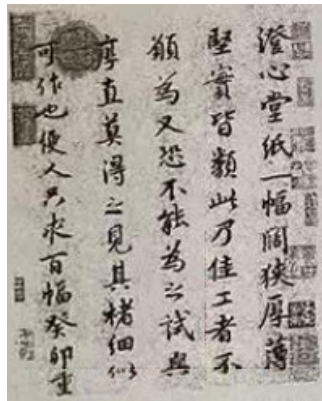 澄心堂紙一幅闊狹厚薄
堅實皆類此乃佳工者不
願為又恐不能為之試與
厚直莫得之見其楮細似
可作也便人只求百幅癸卯重